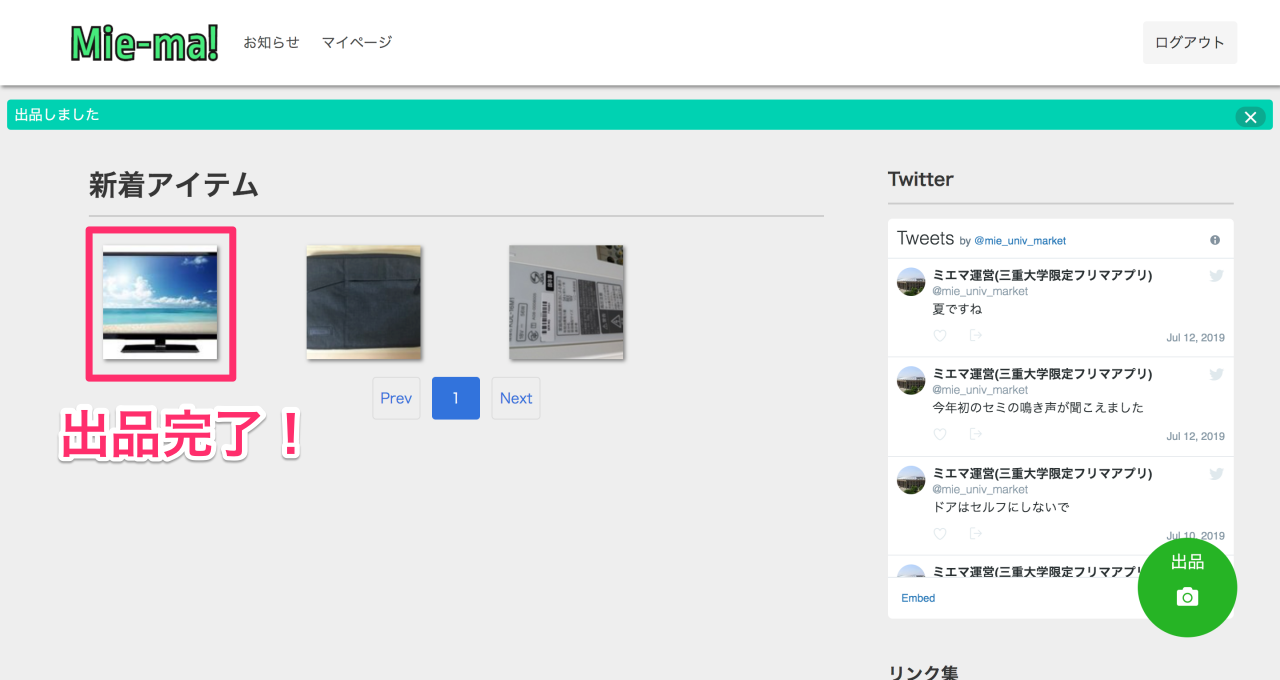 Mie-ma!
お知らせ
マイページ
ログアウト
出品しました
新着アイテム
Prev
1
Next
出品完了！
Twitter
Tweets by @mie_univ_market
ミエマ運営(三重大学限定フリマアプリ)
@mie_univ_market
夏ですね
Jul 12, 2019
ミエマ運営(三重大学限定フリマアプリ)
@mie_univ_market
今年初のセミの鳴き声が聞こえました
Jul 12, 2019
ミエマ運営(三重大学限定フリマアプリ)
@mie_univ_market
ドアはセルフにしないで
Jul 10, 2019
ミエマ運営(三重大学限定フリマアプリ
Embed
出品
リンク集